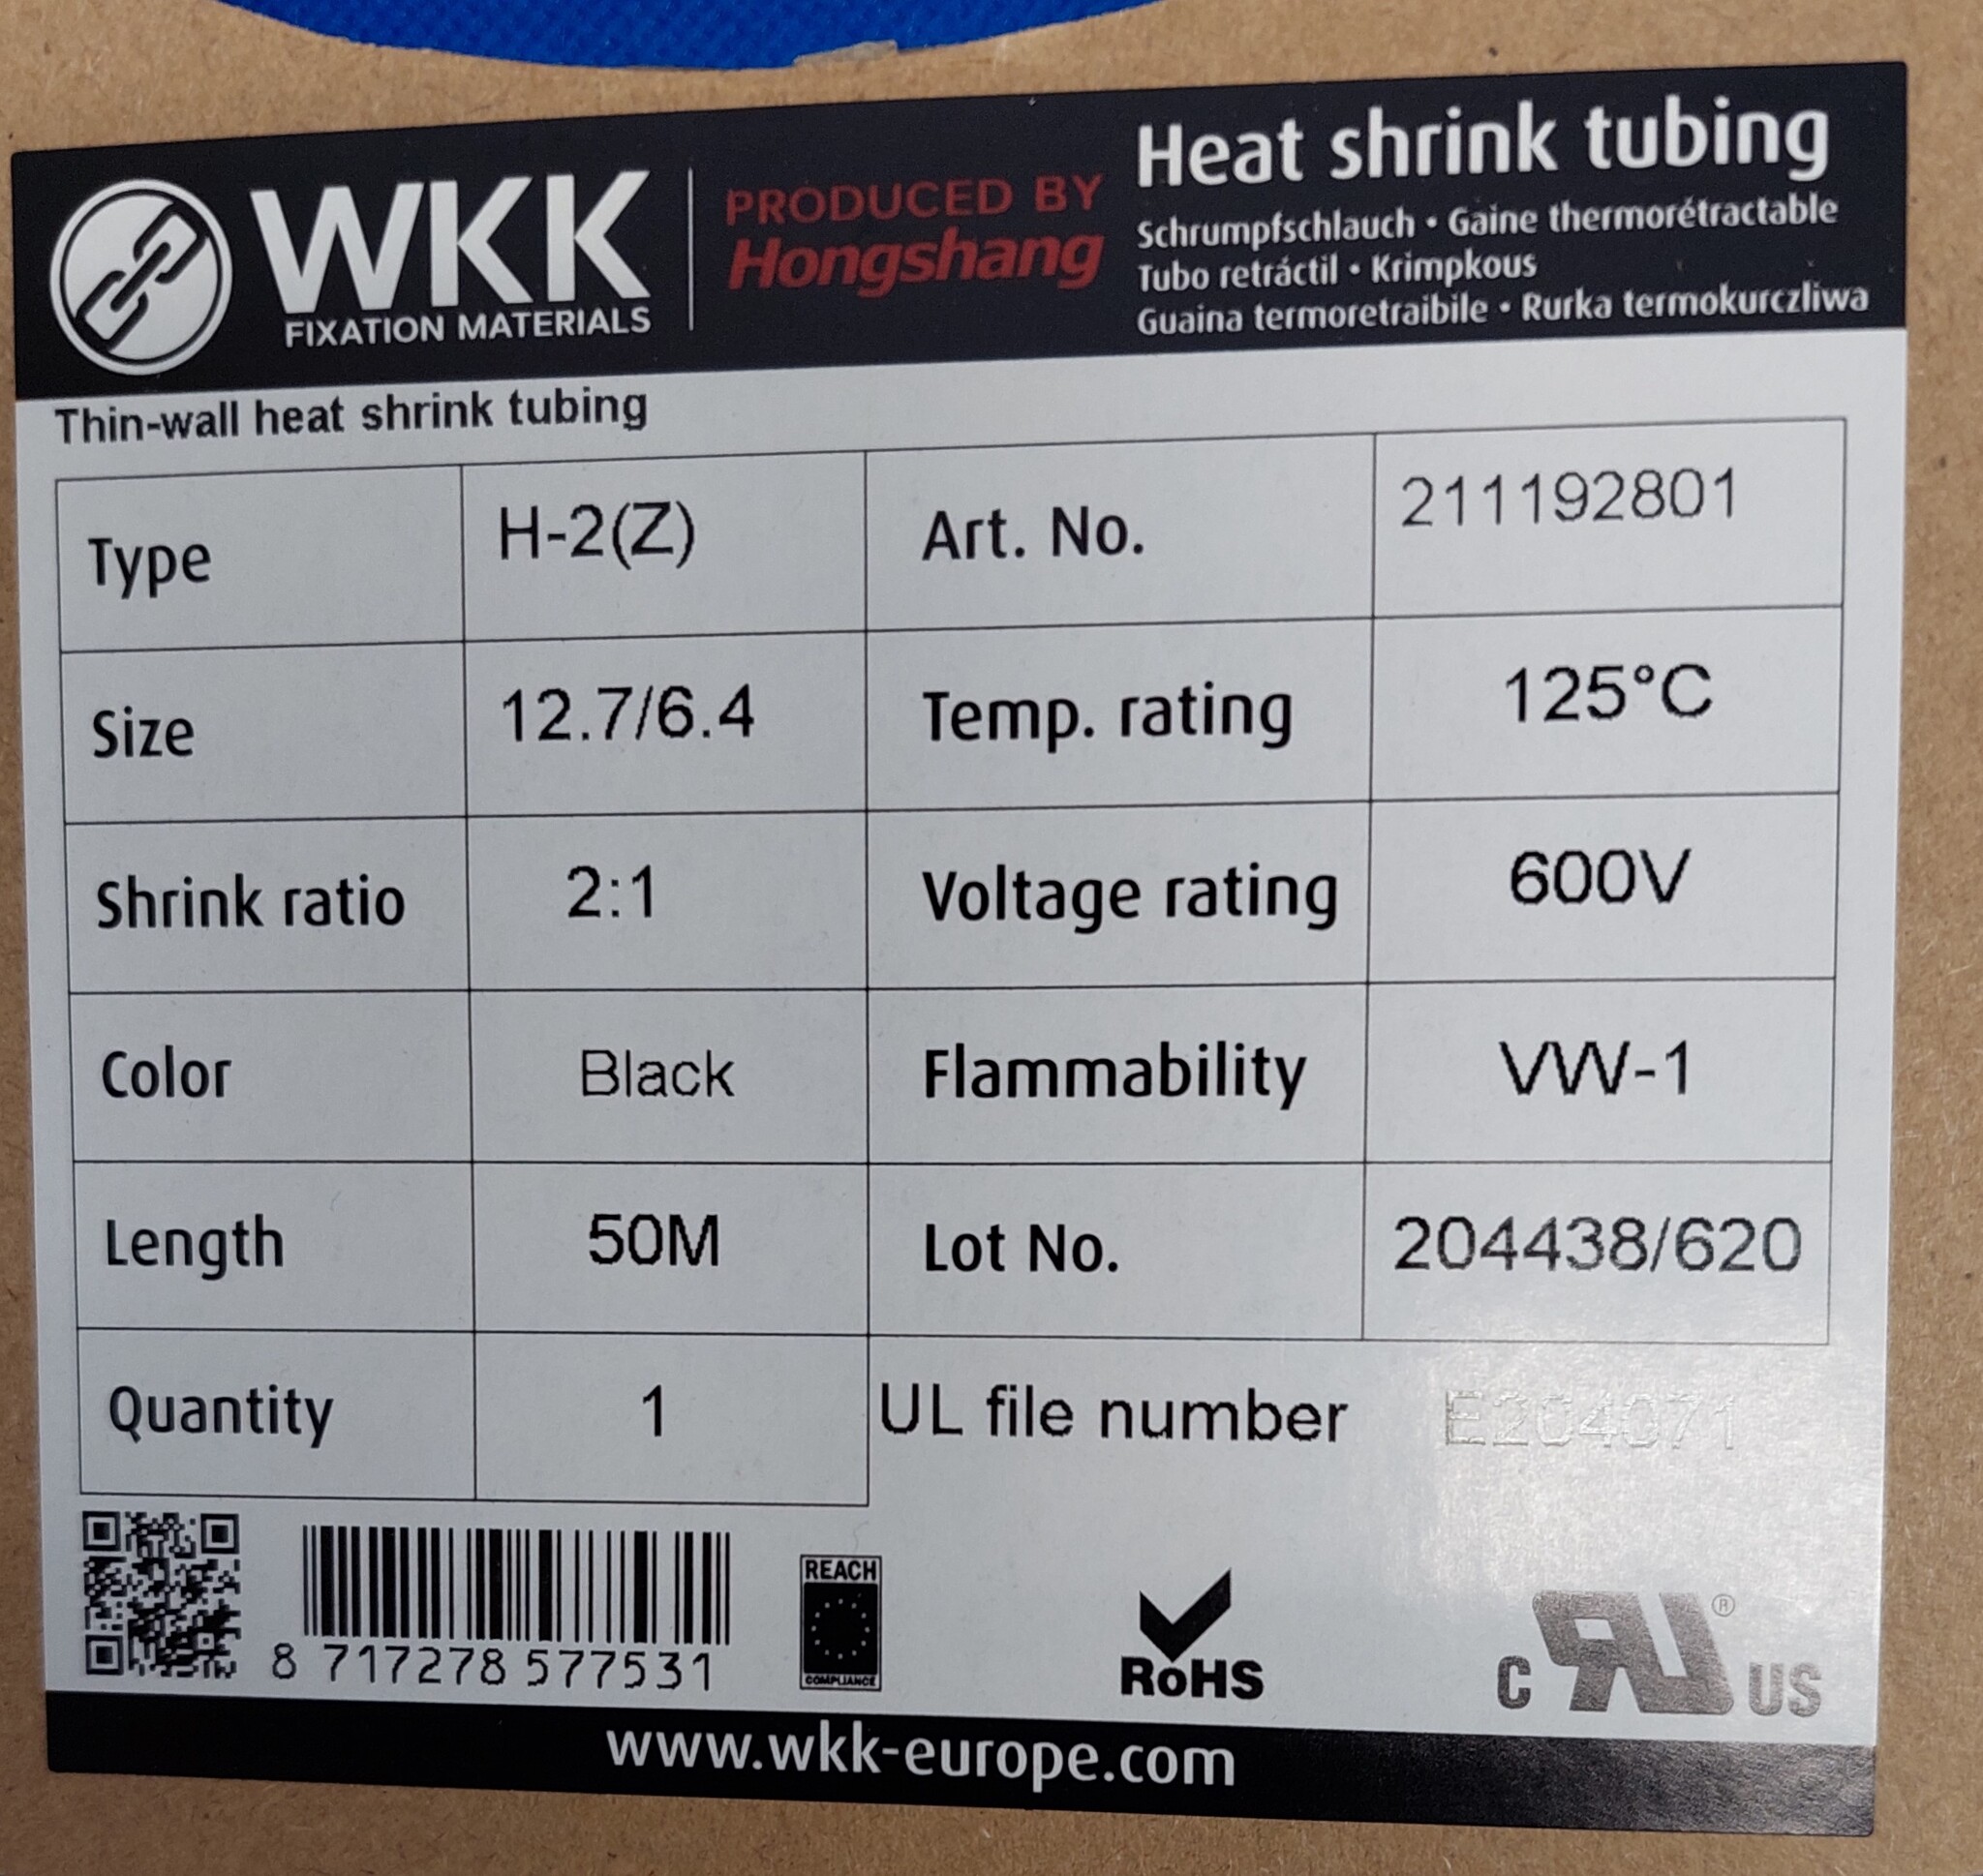 WKK
FIXATION MATERIALS
PRODUCED BY
Hongshang
Heat shrink tubing
Schrumpfschlauch • Gaine thermorétractable
Tubo retráctil • Krimpkous
Guaina termoretraibile • Rurka termokurczliwa
Thin-wall heat shrink tubing
Type H-2(Z) Art. No. 211192801
Size 12.7/6.4 Temp. rating 125°C
Shrink ratio 2:1 Voltage rating 600V
Color Black Flammability VW-1
Length 50M Lot No. 204438/620
Quantity 1 UL file number E204071
8 717278 577531
REACH
COMPLIANCE
RoHS
C RU ® US
www.wkk-europe.com